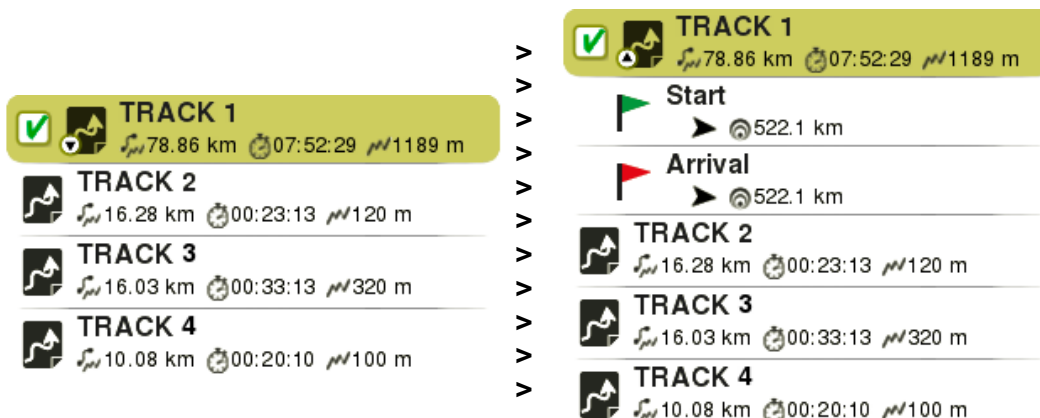 TRACK 1
78.86 km 07:52:29 1189 m
TRACK 2
16.28 km 00:23:13 120 m
TRACK 3
16.03 km 00:33:13 320 m
TRACK 4
10.08 km 00:20:10 100 m
>
>
>
>
>
>
>
>
>
>
>
TRACK 1
78.86 km 07:52:29 1189 m
Start
522.1 km
Arrival
522.1 km
TRACK 2
16.28 km 00:23:13 120 m
TRACK 3
16.03 km 00:33:13 320 m
TRACK 4
10.08 km 00:20:10 100 m